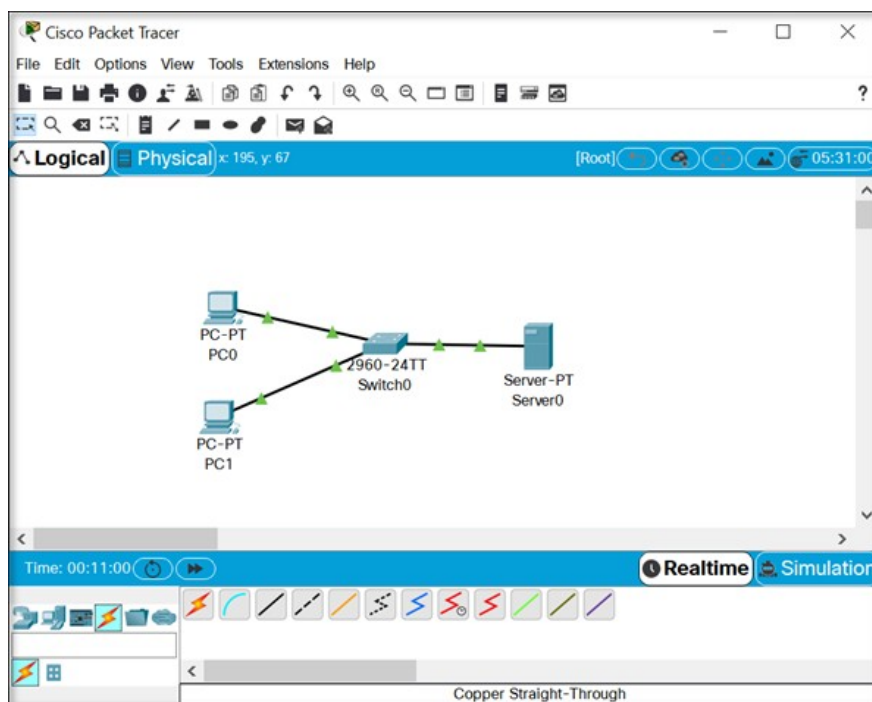 Cisco Packet Tracer
File Edit Options View Tools Extensions Help
?
Logical Physical x: 195, y: 67 [Root] 05:31:00
PC-PT
PC0
2960-24TT
Switch0
Server-PT
Server0
PC-PT
PC1
Time: 00:11:00 Realtime Simulation
Copper Straight-Through